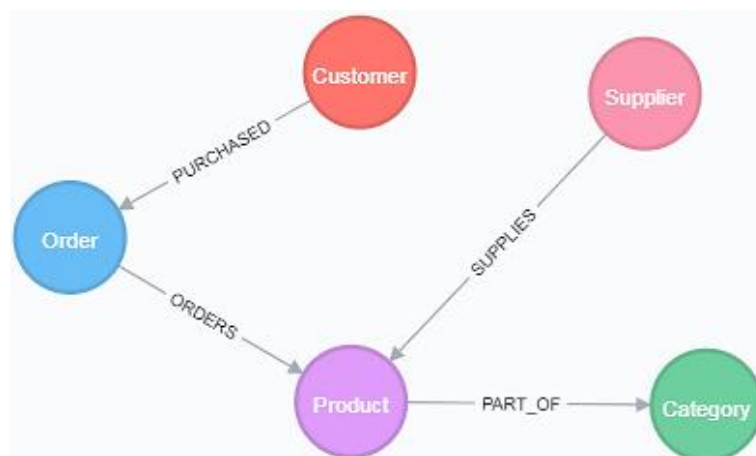 Customer
Supplier
PURCHASED
Order
SUPPLIES
ORDERS
Product
PART_OF
Category